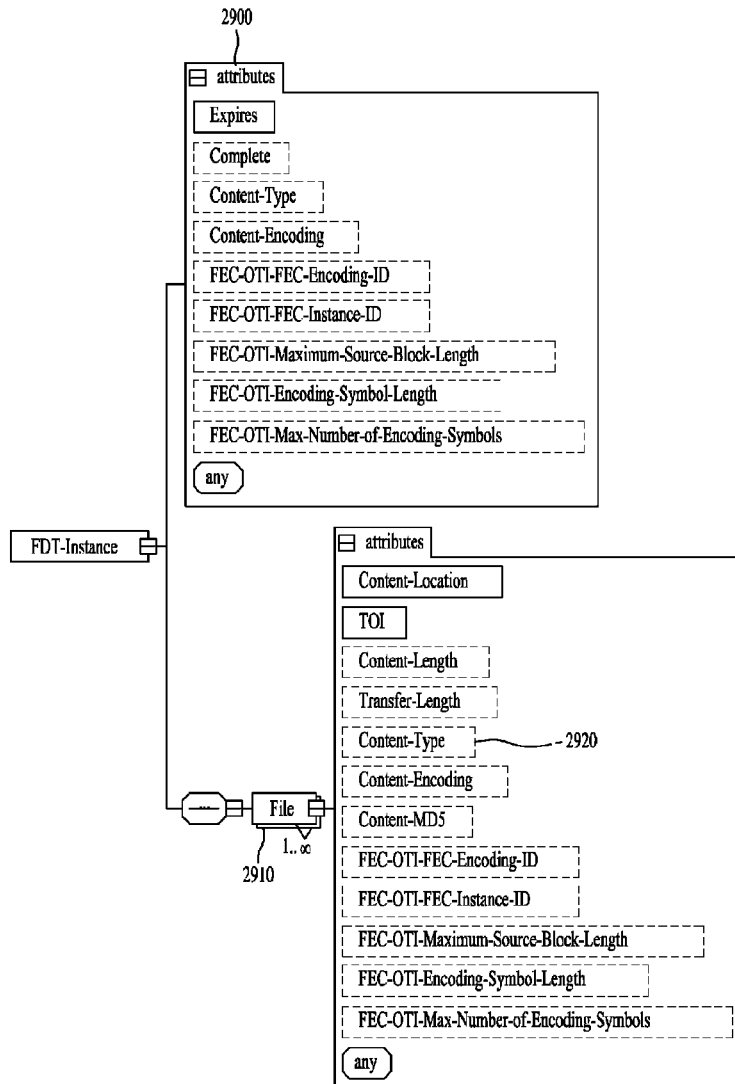 2900
attributes
Expires
Complete
Content-Type
Content-Encoding
FEC-OTI-FEC-Encoding-ID
FEC-OTI-FEC-Instance-ID
FEC-OTI-Maximum-Source-Block-Length
FEC-OTI-Encoding-Symbol-Length
FEC-OTI-Max-Number-of-Encoding-Symbols
any
FDT-Instance
attributes
Content-Location
TOI
Content-Length
Transfer-Length
Content-Type
2920
Content-Encoding
File
Content-MD5
1..∞
2910
FEC-OTI-FEC-Encoding-ID
FEC-OTI-FEC-Instance-ID
FEC-OTI-Maximum-Source-Block-Length
FEC-OTI-Encoding-Symbol-Length
FEC-OTI-Max-Number-of-Encoding-Symbols
any